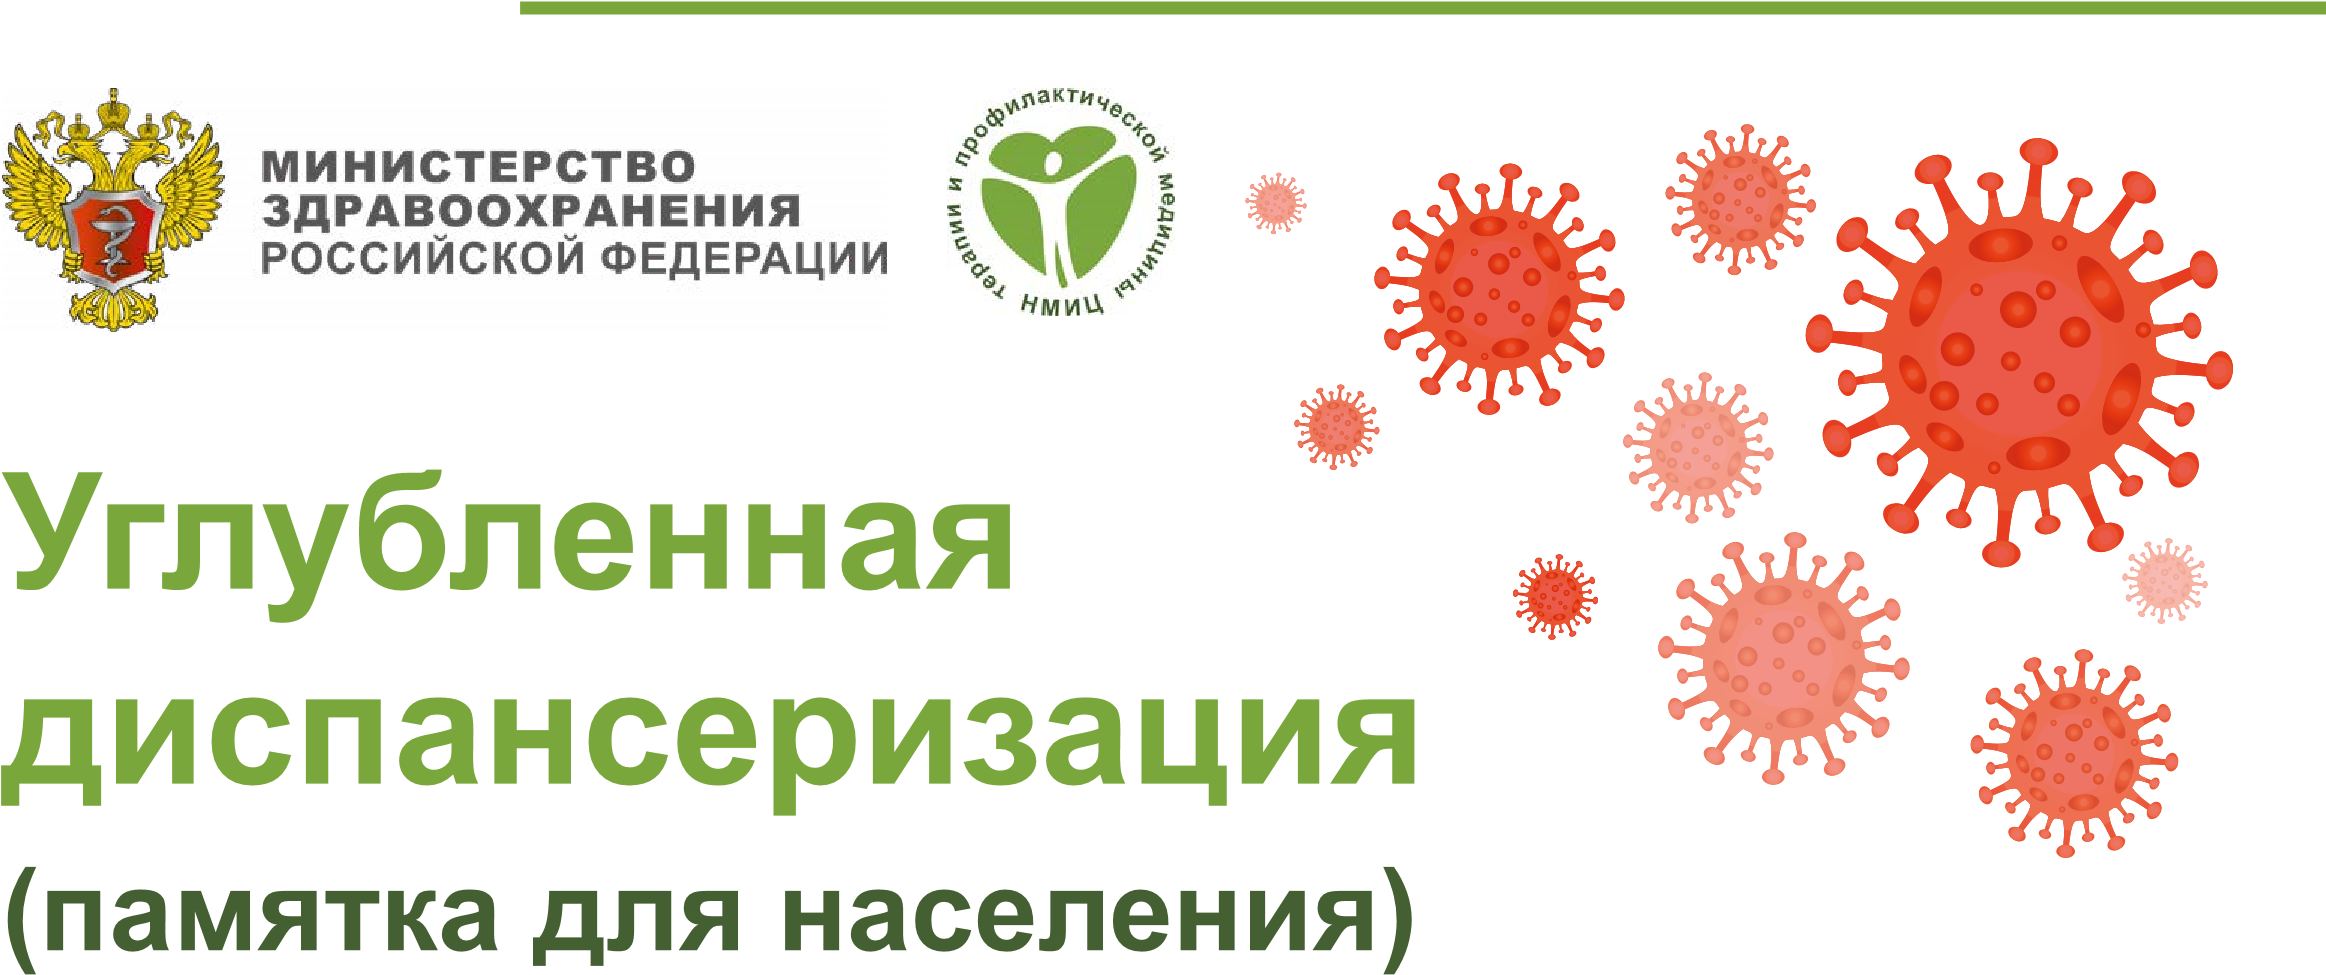 МИНИСТЕРСТВО
ЗДРАВООХРАНЕНИЯ
РОССИЙСКОЙ ФЕДЕРАЦИИ
НМИЦ терапии и профилактической медицины
Углубленная
диспансеризация
(памятка для населения)